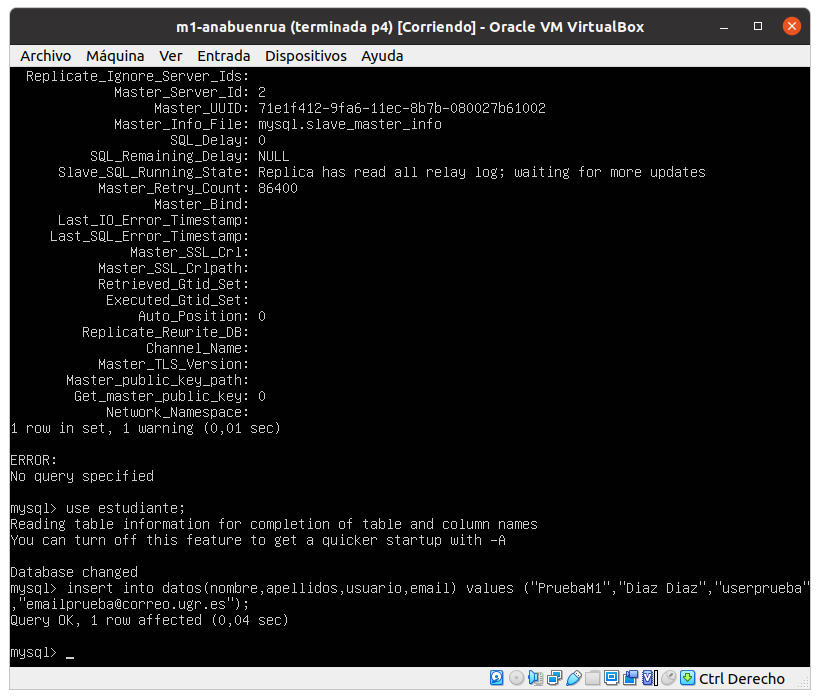 m1-anabuenrua (terminada p4) [Corriendo] - Oracle VM VirtualBox
Archivo Máquina Ver Entrada Dispositivos Ayuda
Replicate_Ignore_Server_Ids:
Master_Server_Id: 2
Master_UUID: 71e1f412-9fa6-11ec-8b7b-080027b61002
Master_Info_File: mysql.slave_master_info
SQL_Delay: 0
SQL_Remaining_Delay: NULL
Slave_SQL_Running_State: Replica has read all relay log; waiting for more updates
Master_Retry_Count: 86400
Master_Bind:
Last_IO_Error_Timestamp:
Last_SQL_Error_Timestamp:
Master_SSL_Crl:
Master_SSL_Crlpath:
Retrieved_Gtid_Set:
Executed_Gtid_Set:
Auto_Position: 0
Replicate_Rewrite_DB:
Channel_Name:
Master_TLS_Version:
Master_public_key_path:
Get_master_public_key: 0
Network_Namespace:
1 row in set, 1 warning (0,01 sec)
ERROR:
No query specified
mysql> use estudiante;
Reading table information for completion of table and column names
You can turn off this feature to get a quicker startup with -A
Database changed
mysql> insert into datos(nombre,apellidos,usuario,email) values ("PruebaM1","Diaz Diaz","userprueba"
,"emailprueba@correo.ugr.es");
Query OK, 1 row affected (0,04 sec)
mysql> _
Ctrl Derecho